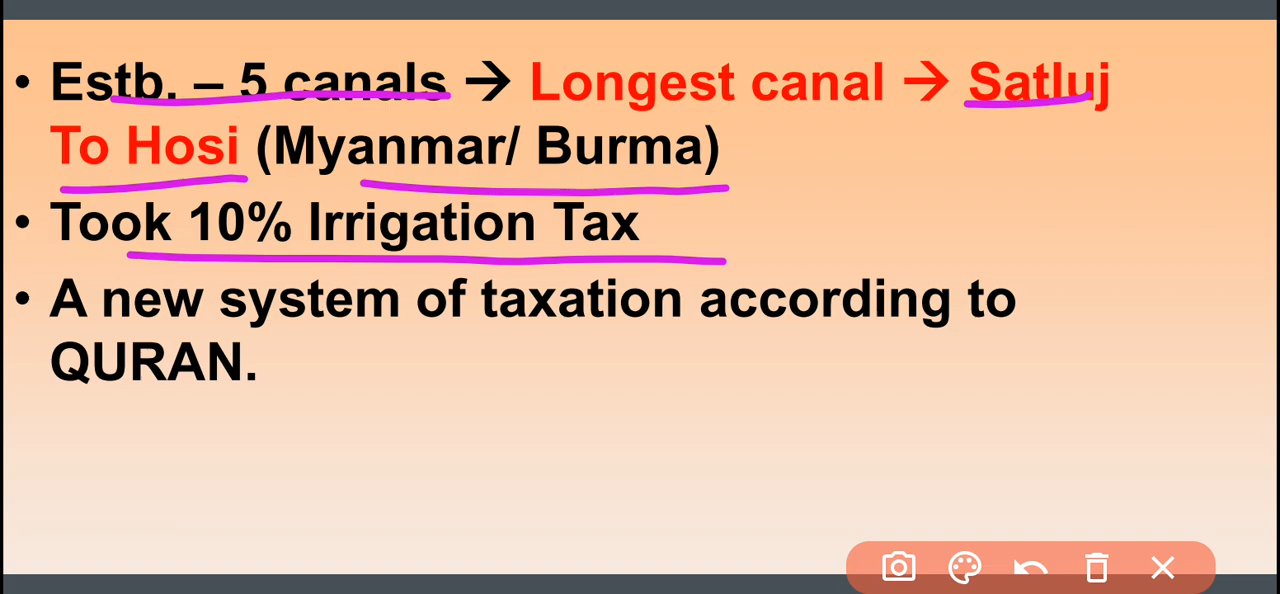 • Estb. – 5 canals → Longest canal → Satluj
To Hosi (Myanmar/ Burma)
• Took 10% Irrigation Tax
• A new system of taxation according to
QURAN.